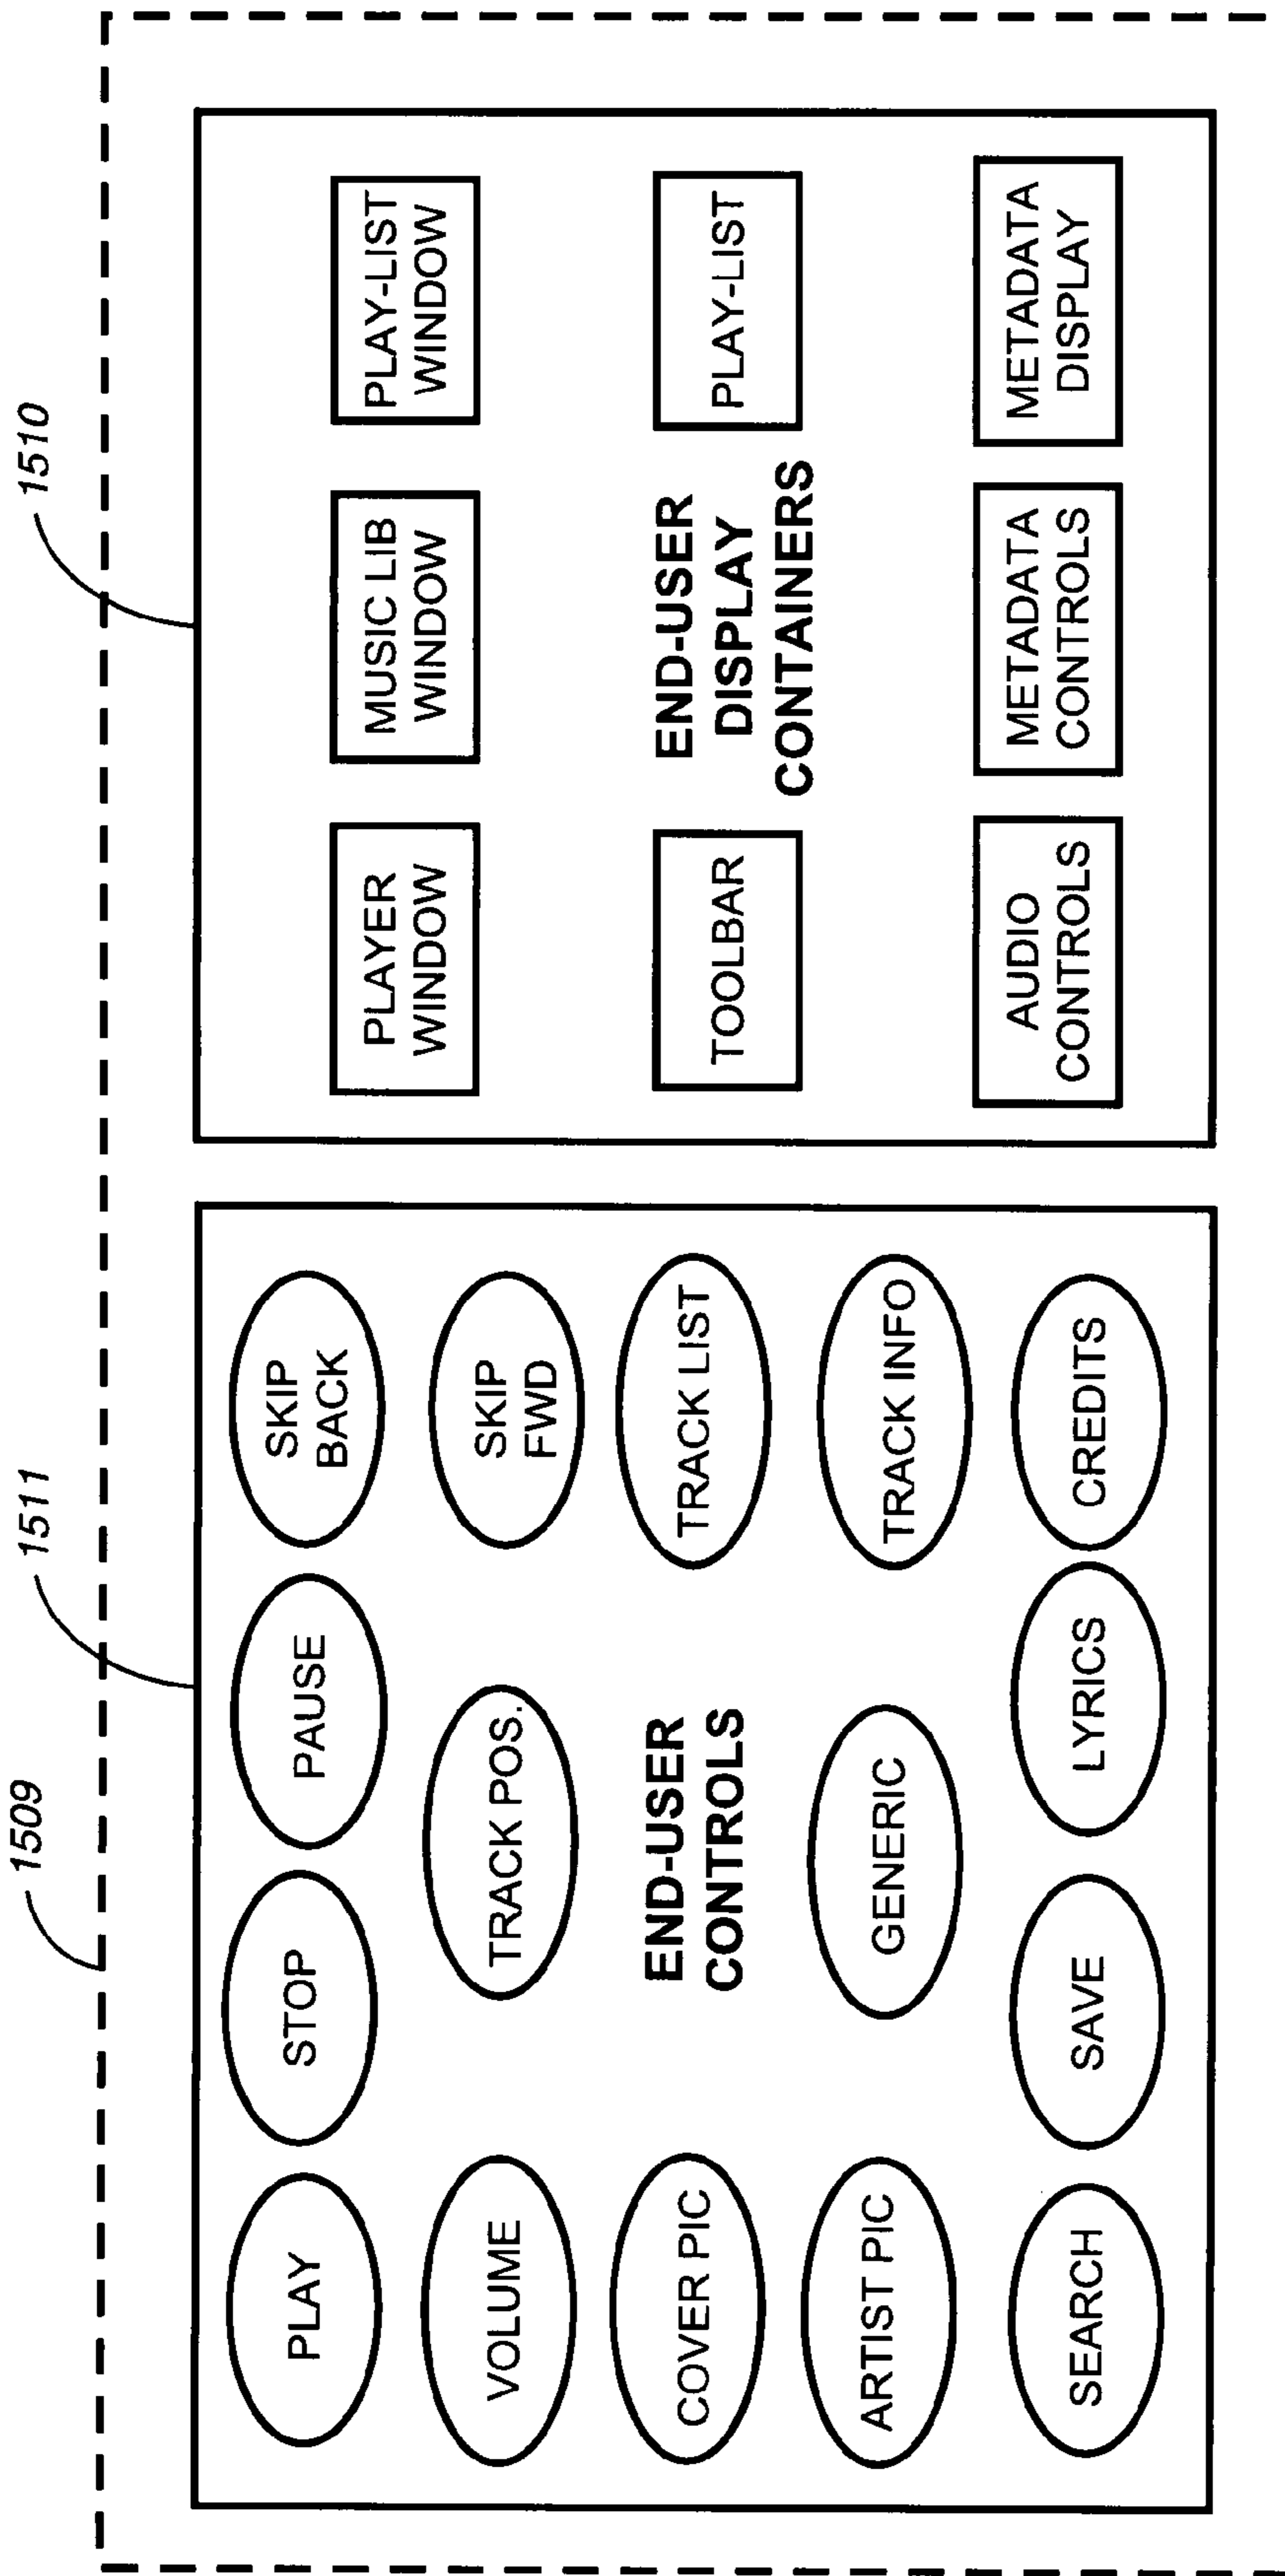 1509
1511
1510
PLAY
STOP
PAUSE
SKIP
BACK
VOLUME
TRACK POS.
SKIP
FWD
COVER PIC
END-USER
CONTROLS
TRACK LIST
ARTIST PIC
GENERIC
TRACK INFO
SEARCH
SAVE
LYRICS
CREDITS
PLAYER
WINDOW
MUSIC LIB
WINDOW
PLAY-LIST
WINDOW
TOOLBAR
END-USER
DISPLAY
CONTAINERS
PLAY-LIST
AUDIO
CONTROLS
METADATA
CONTROLS
METADATA
DISPLAY